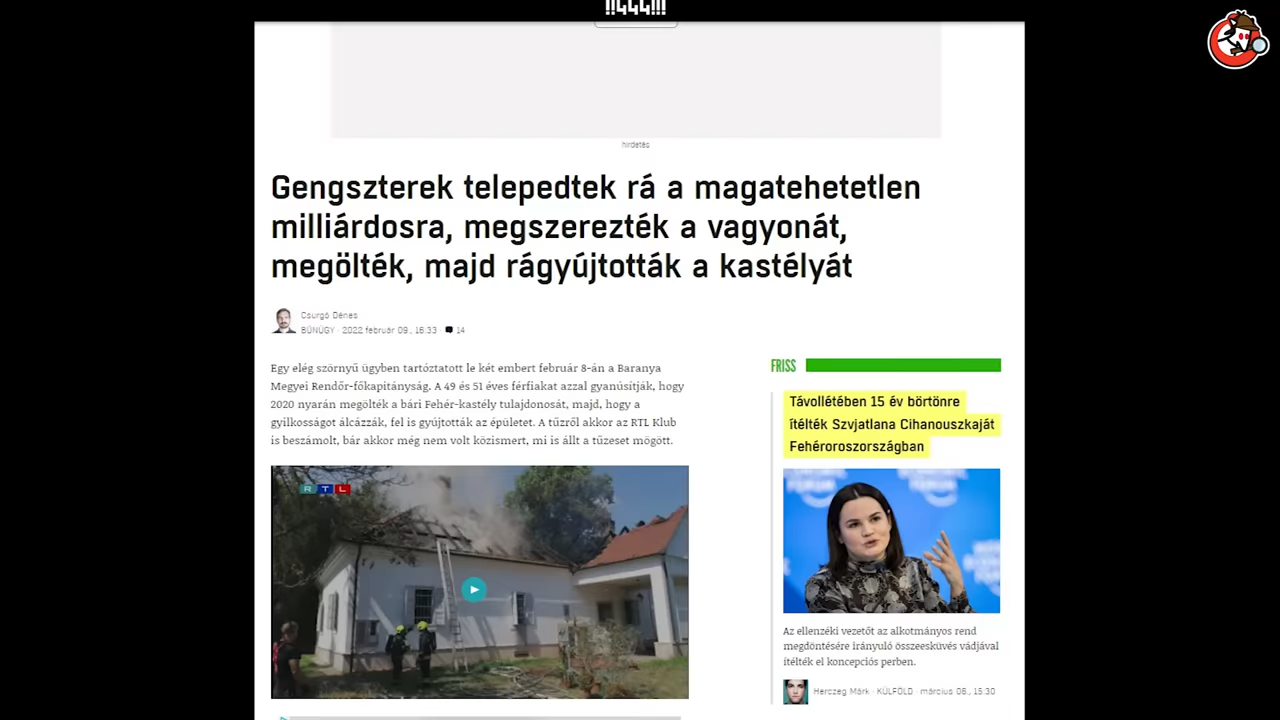 !!444!!!
hirdetés
Gengszterek telepedtek rá a magatehetetlen
milliárdosra, megszerezték a vagyonát,
megölték, majd rágyújtották a kastélyát
Csurgó Dénes
BŰNÜGY · 2022 február 09., 16:33 · 14
Egy elég szörnyű ügyben tartóztatott le két embert február 8-án a Baranya
Megyei Rendőr-főkapitányság. A 49 és 51 éves férfiakat azzal gyanúsítják, hogy
2020 nyarán megölték a bári Fehér-kastély tulajdonosát, majd, hogy a
gyilkosságot álcázzák, fel is gyújtották az épületet. A tűzről akkor az RTL Klub
is beszámolt, bár akkor még nem volt közismert, mi is állt a tűzeset mögött.
RTL
FRISS
Távollétében 15 év börtönre
ítélték Szvjatlana Cihanouszkaját
Fehéroroszországban
Az ellenzéki vezetőt az alkotmányos rend
megdöntésére irányuló összeesküvés vádjával
ítélték el koncepciós perben.
Herczeg Márk · KÜLFÖLD · március 06., 15:30